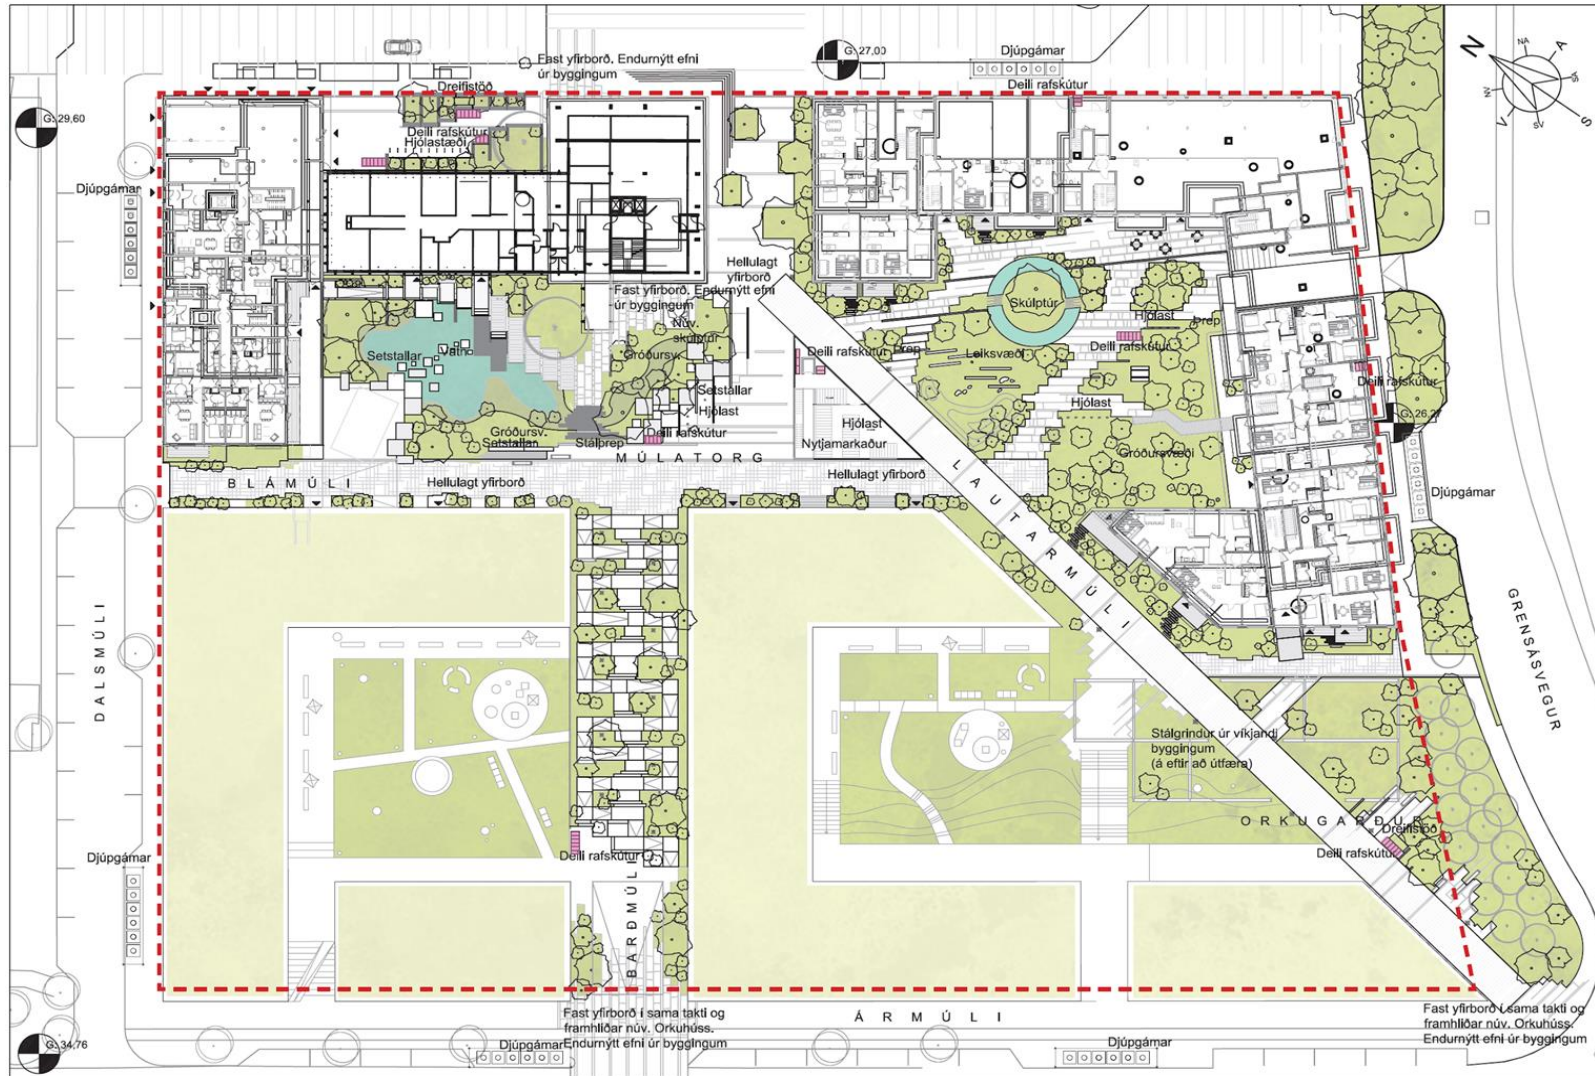 Fast yfirborð. Endurnýtt efni
úr byggingum
G: 27,00
Djúpgámar
N
NA
A
SA
S
SV
V
NV
Dreifistöð
Deili rafskútur
G: 29,60
Deili rafskútur
Hjólastæði
Djúpgámar
Hellulagt
yfirborð
Fast yfirborð. Endurnýtt efni
úr byggingum
Skúlptúr
Núv.
skúlptúr
Hjólast
Þrep
Setstallar
Vatn
Gróðursv.
Deili rafskútur
Þrep
Leiksvæði
Deili rafskútur
Setstallar
Deili rafskútur
Hjólast
Hjólast
G: 26,27
Gróðursv.
Setstallar
Stálþrep
Deili rafskútur
Hjólast
Nytjamarkaður
Gróðursvæði
MÚLATORG
BLÁMÚLI
Hellulagt yfirborð
Hellulagt yfirborð
Djúpgámar
LAUTARMÚLI
DALSMÚLI
GRENSÁSVEGUR
Stálgrindur úr víkjandi
byggingum
(á eftir að útfæra)
ORKUGARÐUR
Dreifistöð
Deili rafskútur
Djúpgámar
Deili rafskútur
BARÐMÚLI
Fast yfirborð í sama takti og
framhliðar núv. Orkuhúss.
Endurnýtt efni úr byggingum
ÁRMÚLI
Fast yfirborð í sama takti og
framhliðar núv. Orkuhúss.
Endurnýtt efni úr byggingum
G: 34,76
Djúpgámar
Djúpgámar